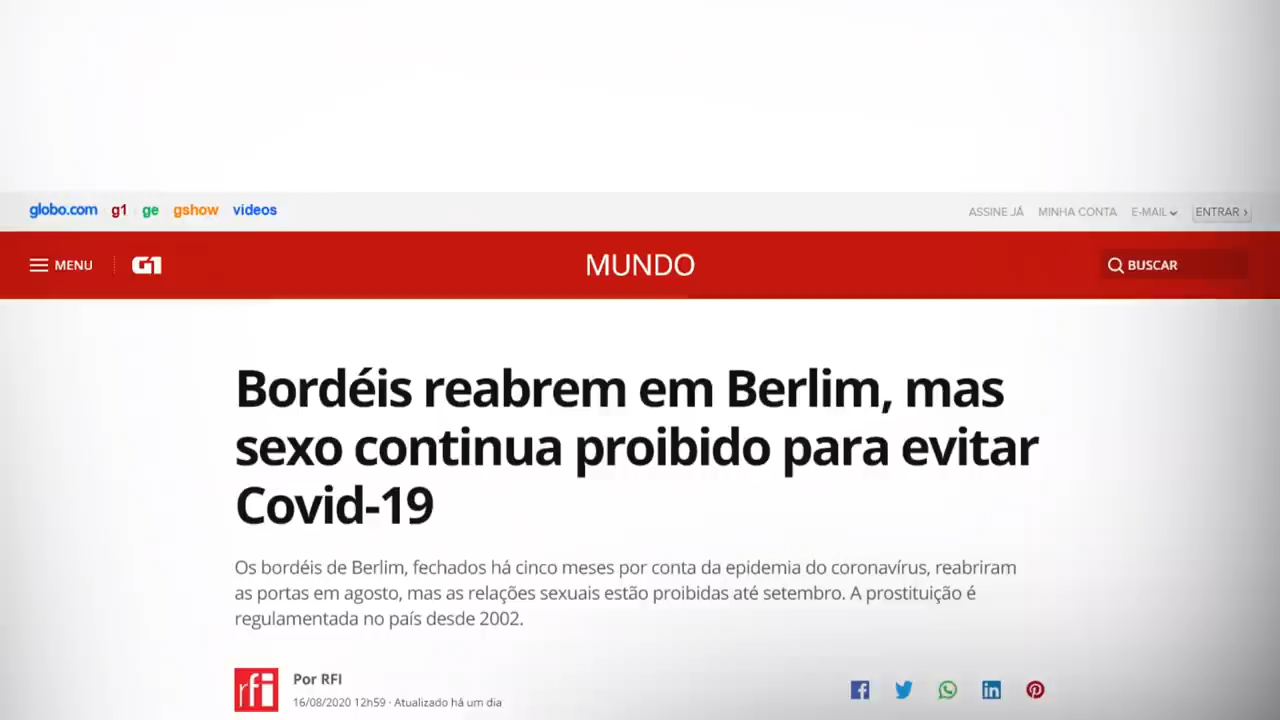 globo.com g1 ge gshow videos ASSINE JÁ MINHA CONTA E-MAIL ENTRAR ›
MENU G1 MUNDO BUSCAR
Bordéis reabrem em Berlim, mas
sexo continua proibido para evitar
Covid-19
Os bordéis de Berlim, fechados há cinco meses por conta da epidemia do coronavírus, reabriram
as portas em agosto, mas as relações sexuais estão proibidas até setembro. A prostituição é
regulamentada no país desde 2002.
rfi Por RFI
16/08/2020 12h59 · Atualizado há um dia